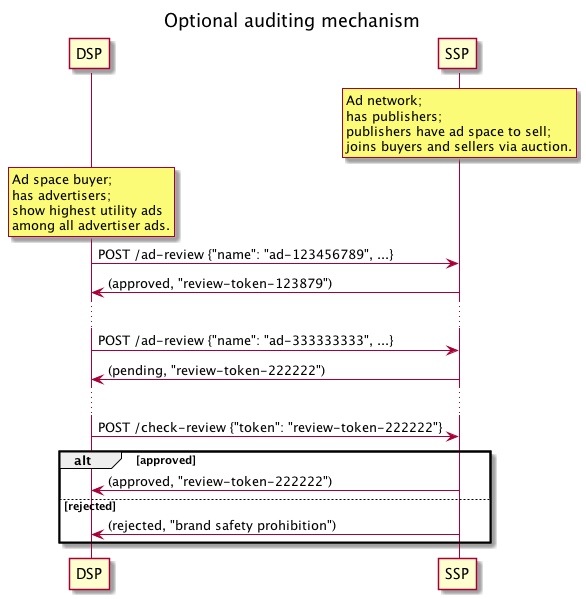 Optional auditing mechanism
DSP
SSP
Ad network;
has publishers;
publishers have ad space to sell;
joins buyers and sellers via auction.
Ad space buyer;
has advertisers;
show highest utility ads
among all advertiser ads.
POST /ad-review {"name": "ad-123456789", ...}
(approved, "review-token-123879")
POST /ad-review {"name": "ad-333333333", ...}
(pending, "review-token-222222")
POST /check-review {"token": "review-token-222222"}
alt [approved]
(approved, "review-token-222222")
[rejected]
(rejected, "brand safety prohibition")
DSP
SSP